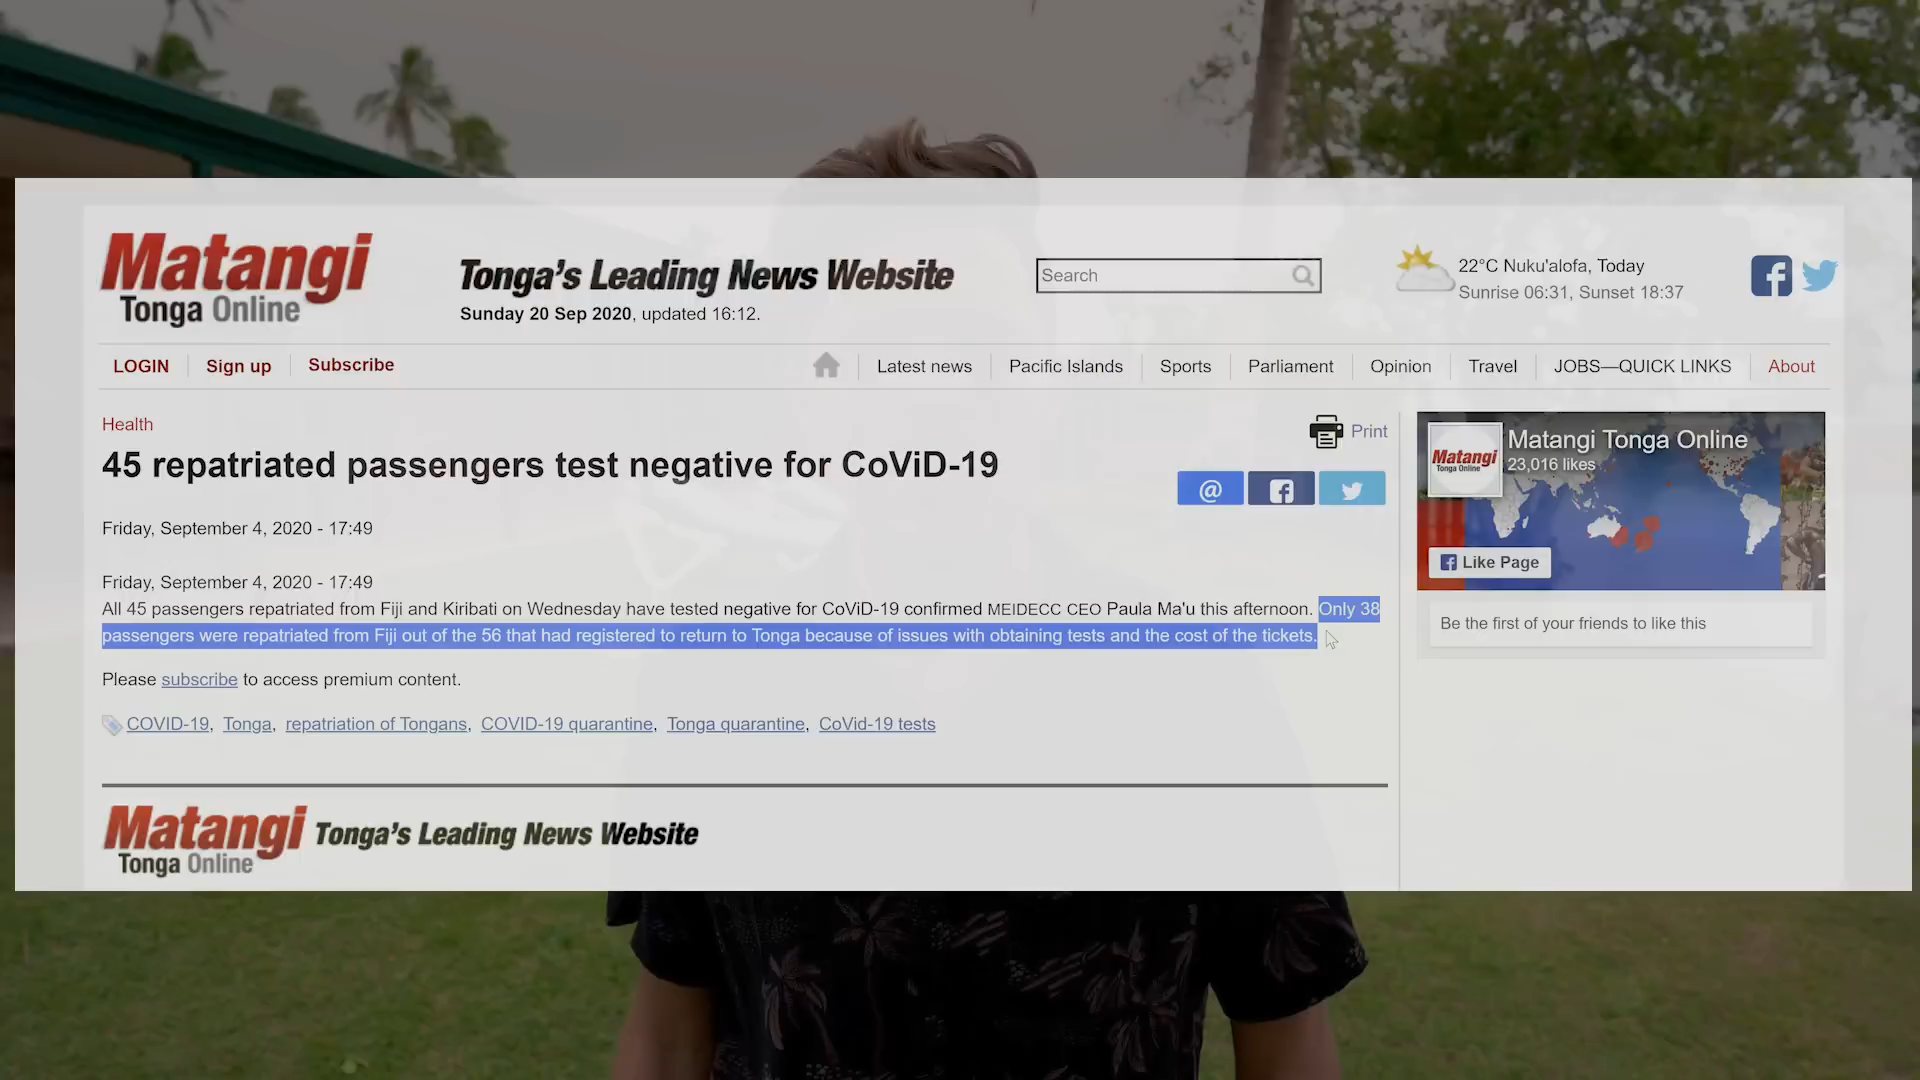 Matangi
Tonga Online
Tonga's Leading News Website
Sunday 20 Sep 2020, updated 16:12.
Search
22°C Nuku'alofa, Today
Sunrise 06:31, Sunset 18:37
LOGIN Sign up Subscribe Latest news Pacific Islands Sports Parliament Opinion Travel JOBS—QUICK LINKS About
Health
Print
45 repatriated passengers test negative for CoViD-19
@
Friday, September 4, 2020 - 17:49
Friday, September 4, 2020 - 17:49
All 45 passengers repatriated from Fiji and Kiribati on Wednesday have tested negative for CoViD-19 confirmed MEIDECC CEO Paula Ma'u this afternoon. Only 38
passengers were repatriated from Fiji out of the 56 that had registered to return to Tonga because of issues with obtaining tests and the cost of the tickets.
Please subscribe to access premium content.
COVID-19, Tonga, repatriation of Tongans, COVID-19 quarantine, Tonga quarantine, CoVid-19 tests
Matangi Tonga Online
23,016 likes
Matangi
Tonga Online
Like Page
Be the first of your friends to like this
Matangi
Tonga Online
Tonga's Leading News Website